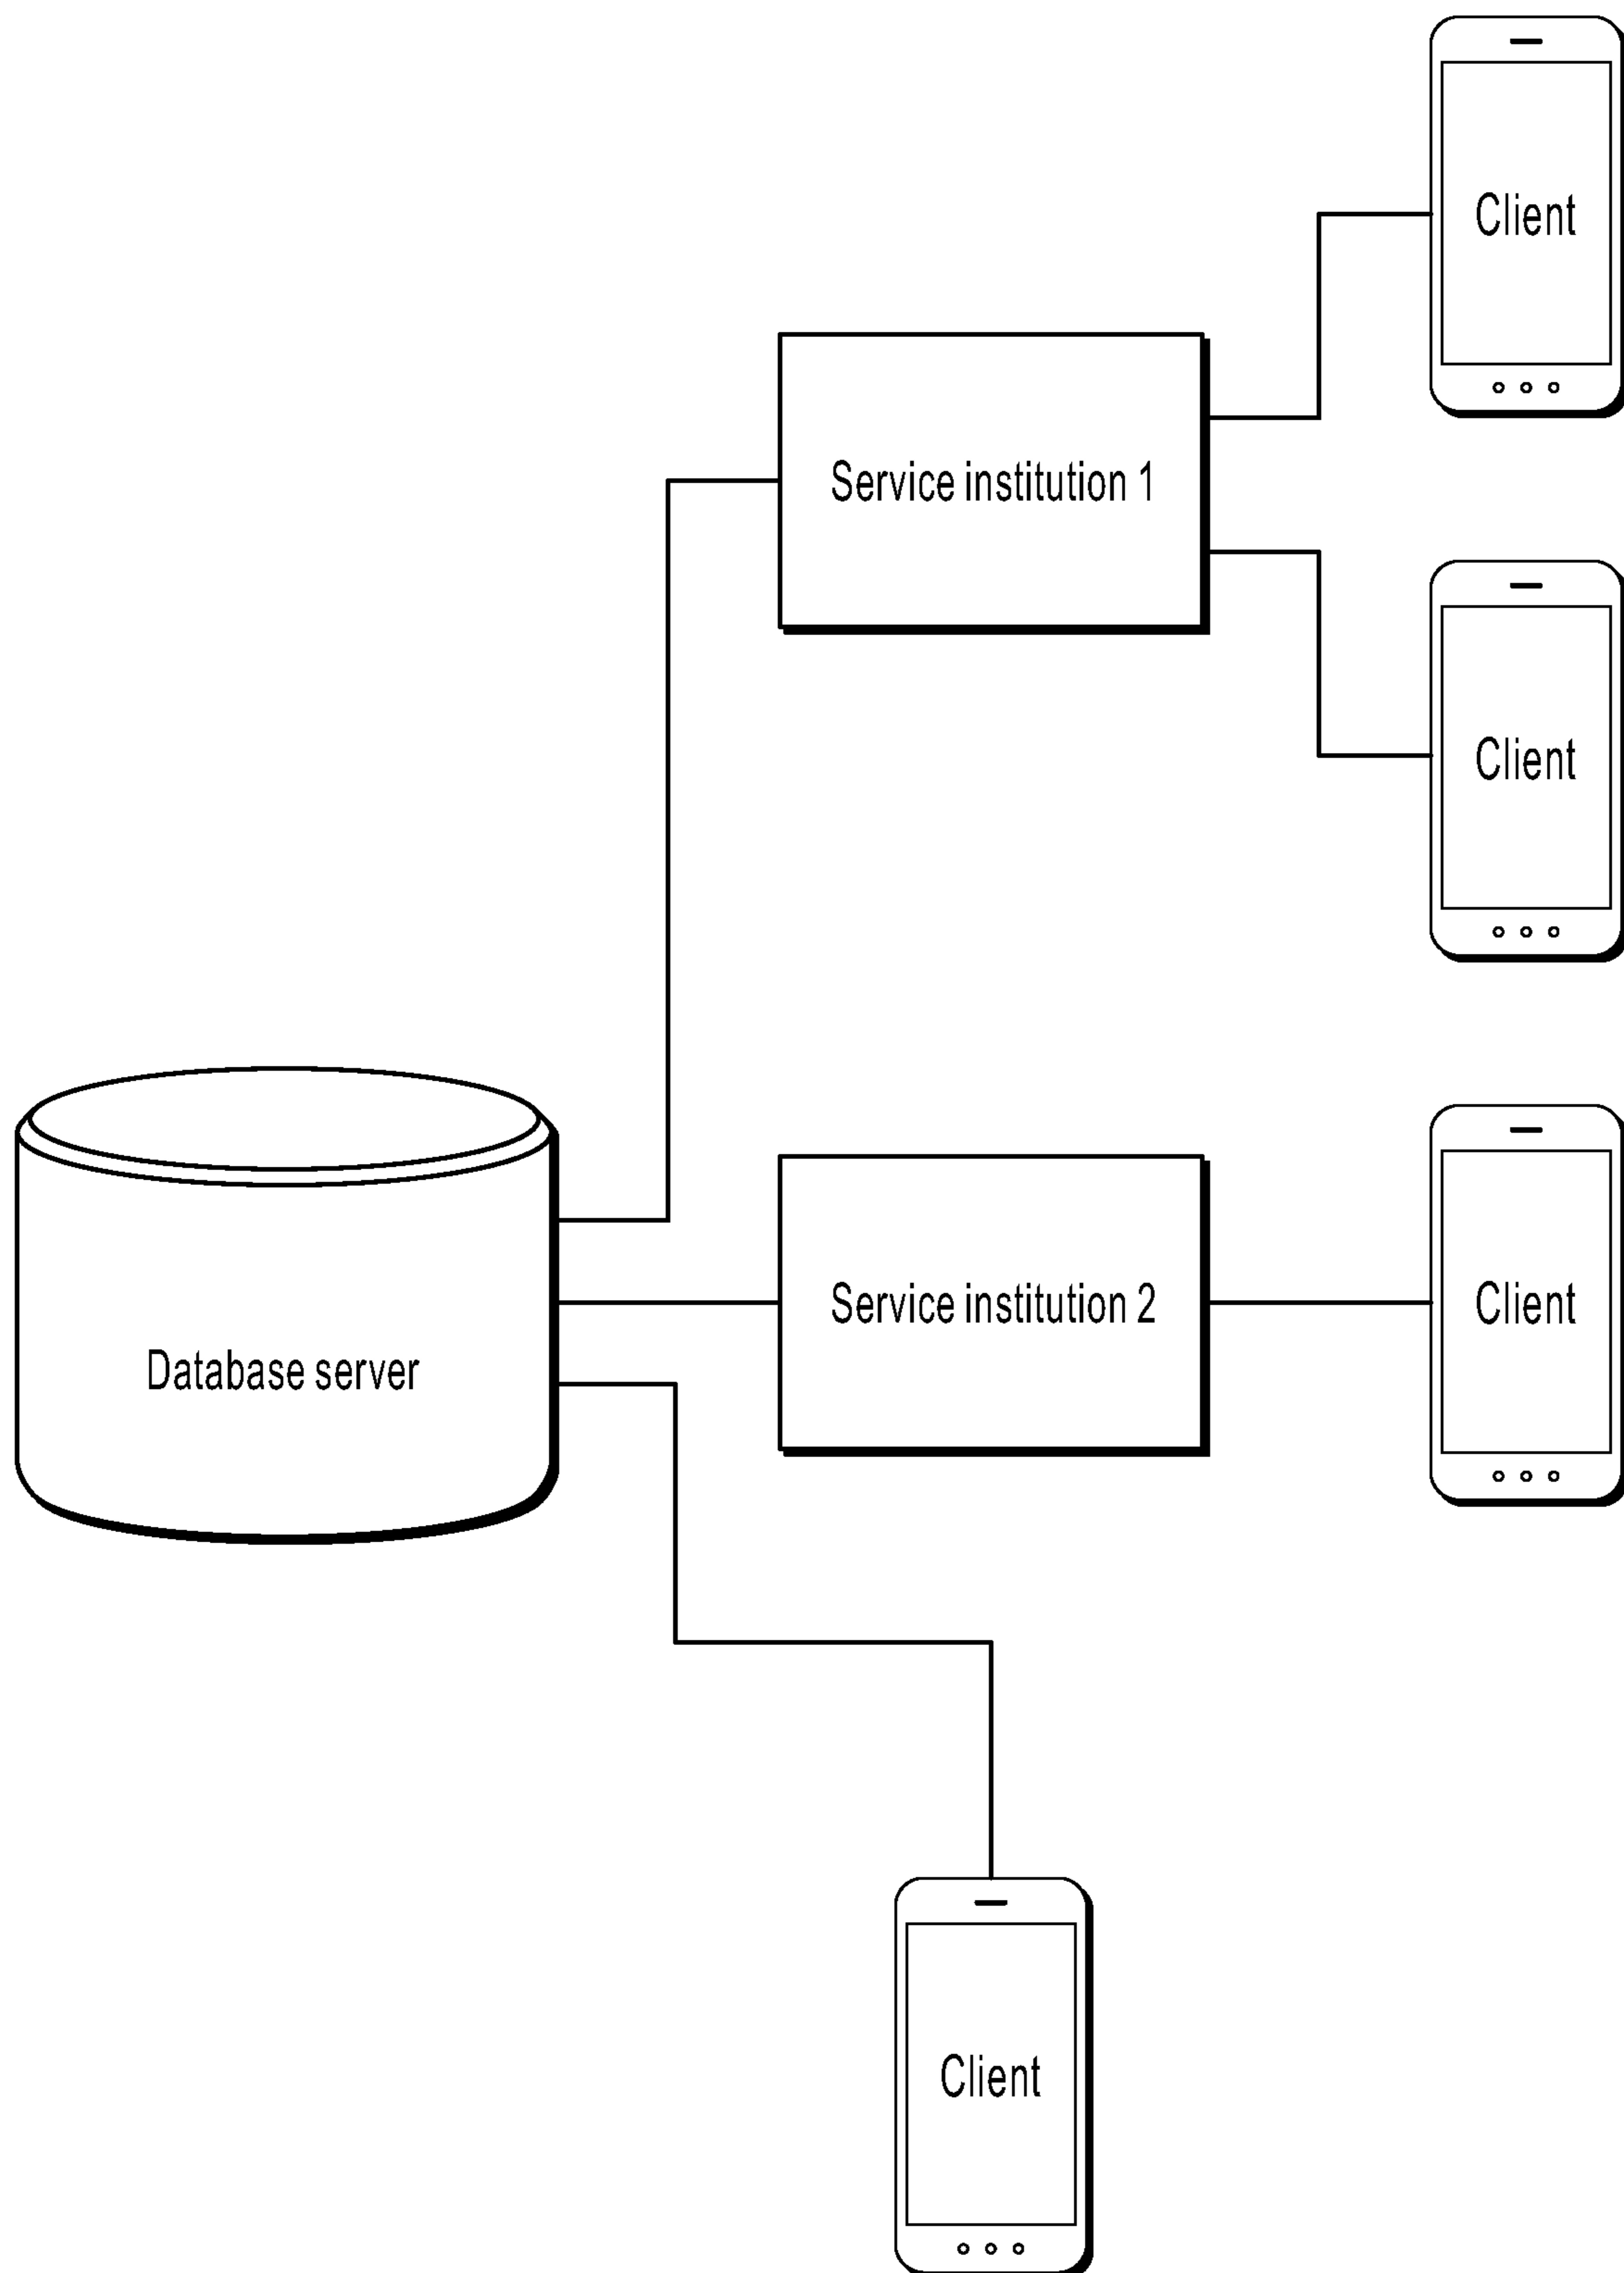 Client
Service institution 1
Client
Service institution 2
Client
Database server
Client